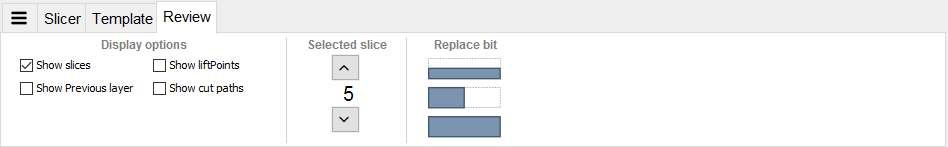 Slicer Template Review
Display options Selected slice Replace bit
Show slices Show liftPoints
Show Previous layer Show cut paths
5